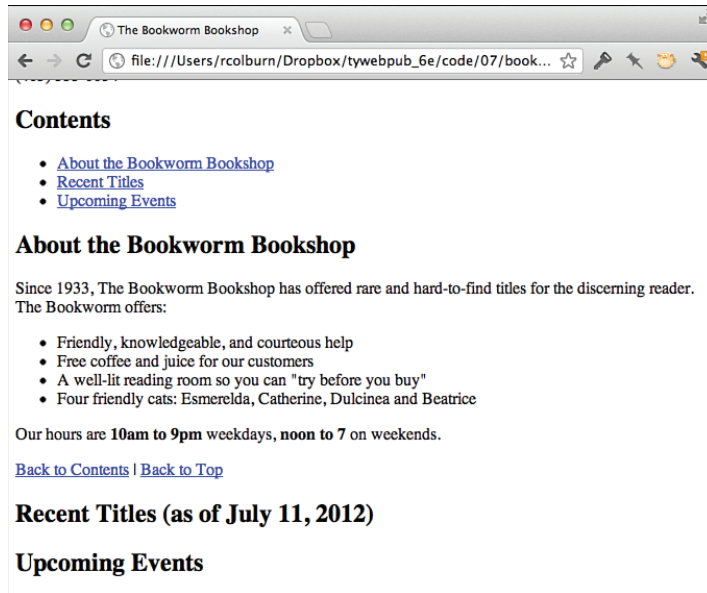 The Bookworm Bookshop
file:///Users/rcolburn/Dropbox/tywebpub_6e/code/07/book...
Contents
• About the Bookworm Bookshop
• Recent Titles
• Upcoming Events
About the Bookworm Bookshop
Since 1933, The Bookworm Bookshop has offered rare and hard-to-find titles for the discerning reader.
The Bookworm offers:
• Friendly, knowledgeable, and courteous help
• Free coffee and juice for our customers
• A well-lit reading room so you can "try before you buy"
• Four friendly cats: Esmerelda, Catherine, Dulcinea and Beatrice
Our hours are 10am to 9pm weekdays, noon to 7 on weekends.
Back to Contents | Back to Top
Recent Titles (as of July 11, 2012)
Upcoming Events